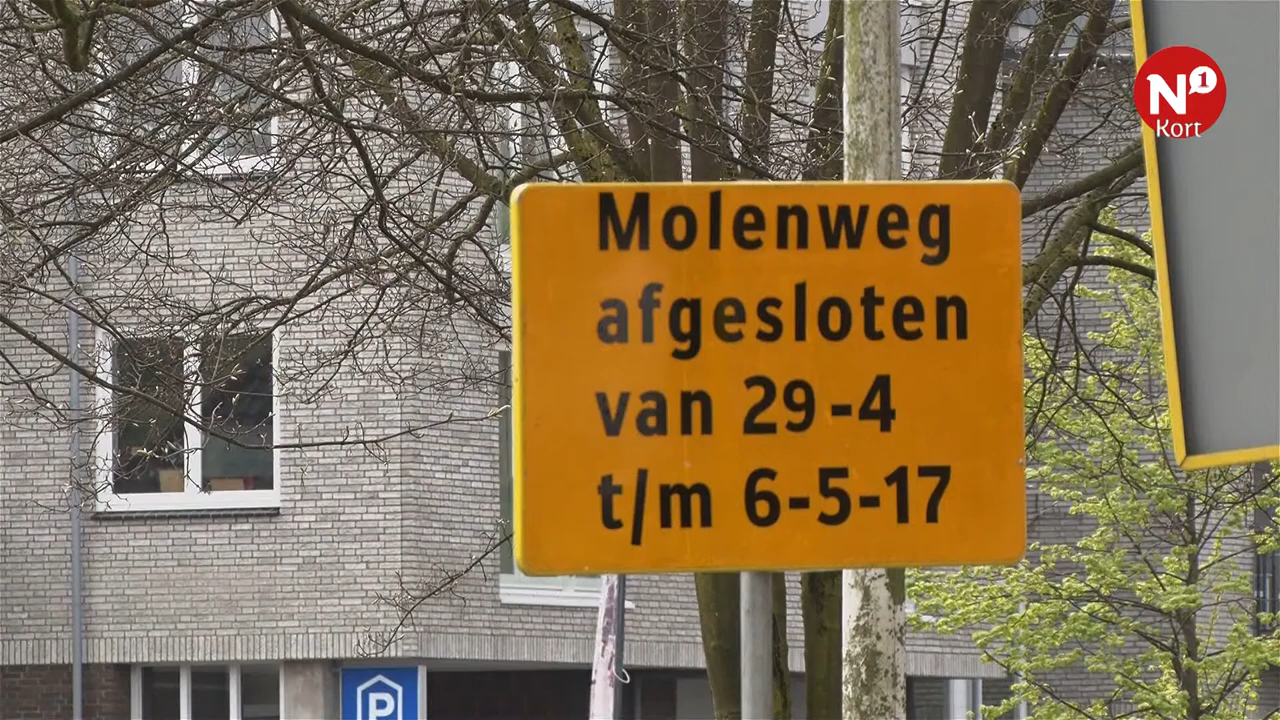 N1
Kort
Molenweg
afgesloten
van 29-4
t/m 6-5-17
P